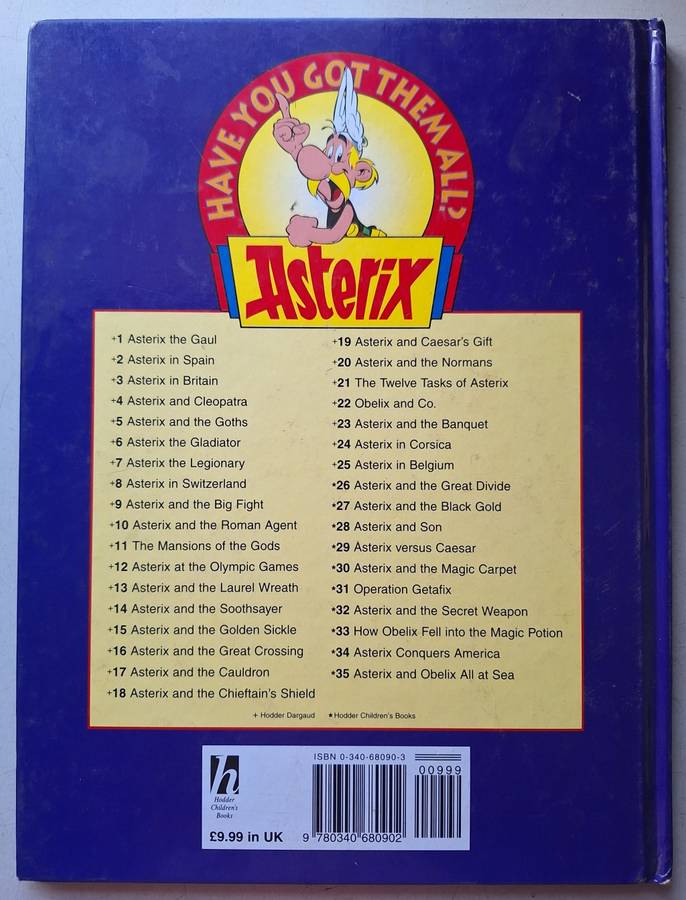 HAVE YOU GOT THEM ALL?
Asterix
+1 Asterix the Gaul
+2 Asterix in Spain
+3 Asterix in Britain
+4 Asterix and Cleopatra
+5 Asterix and the Goths
+6 Asterix the Gladiator
+7 Asterix the Legionary
+8 Asterix in Switzerland
+9 Asterix and the Big Fight
+10 Asterix and the Roman Agent
+11 The Mansions of the Gods
+12 Asterix at the Olympic Games
+13 Asterix and the Laurel Wreath
+14 Asterix and the Soothsayer
+15 Asterix and the Golden Sickle
+16 Asterix and the Great Crossing
+17 Asterix and the Cauldron
+18 Asterix and the Chieftain's Shield
+19 Asterix and Caesar's Gift
+20 Asterix and the Normans
+21 The Twelve Tasks of Asterix
+22 Obelix and Co.
+23 Asterix and the Banquet
+24 Asterix in Corsica
+25 Asterix in Belgium
*26 Asterix and the Great Divide
*27 Asterix and the Black Gold
*28 Asterix and Son
*29 Asterix versus Caesar
*30 Asterix and the Magic Carpet
*31 Operation Getafix
*32 Asterix and the Secret Weapon
*33 How Obelix Fell into the Magic Potion
*34 Asterix Conquers America
*35 Asterix and Obelix All at Sea
+ Hodder Dargaud ★Hodder Children's Books
h
Hodder
Children's
Books
£9.99 in UK
ISBN 0-340-68090-3
00999
9 780340 680902